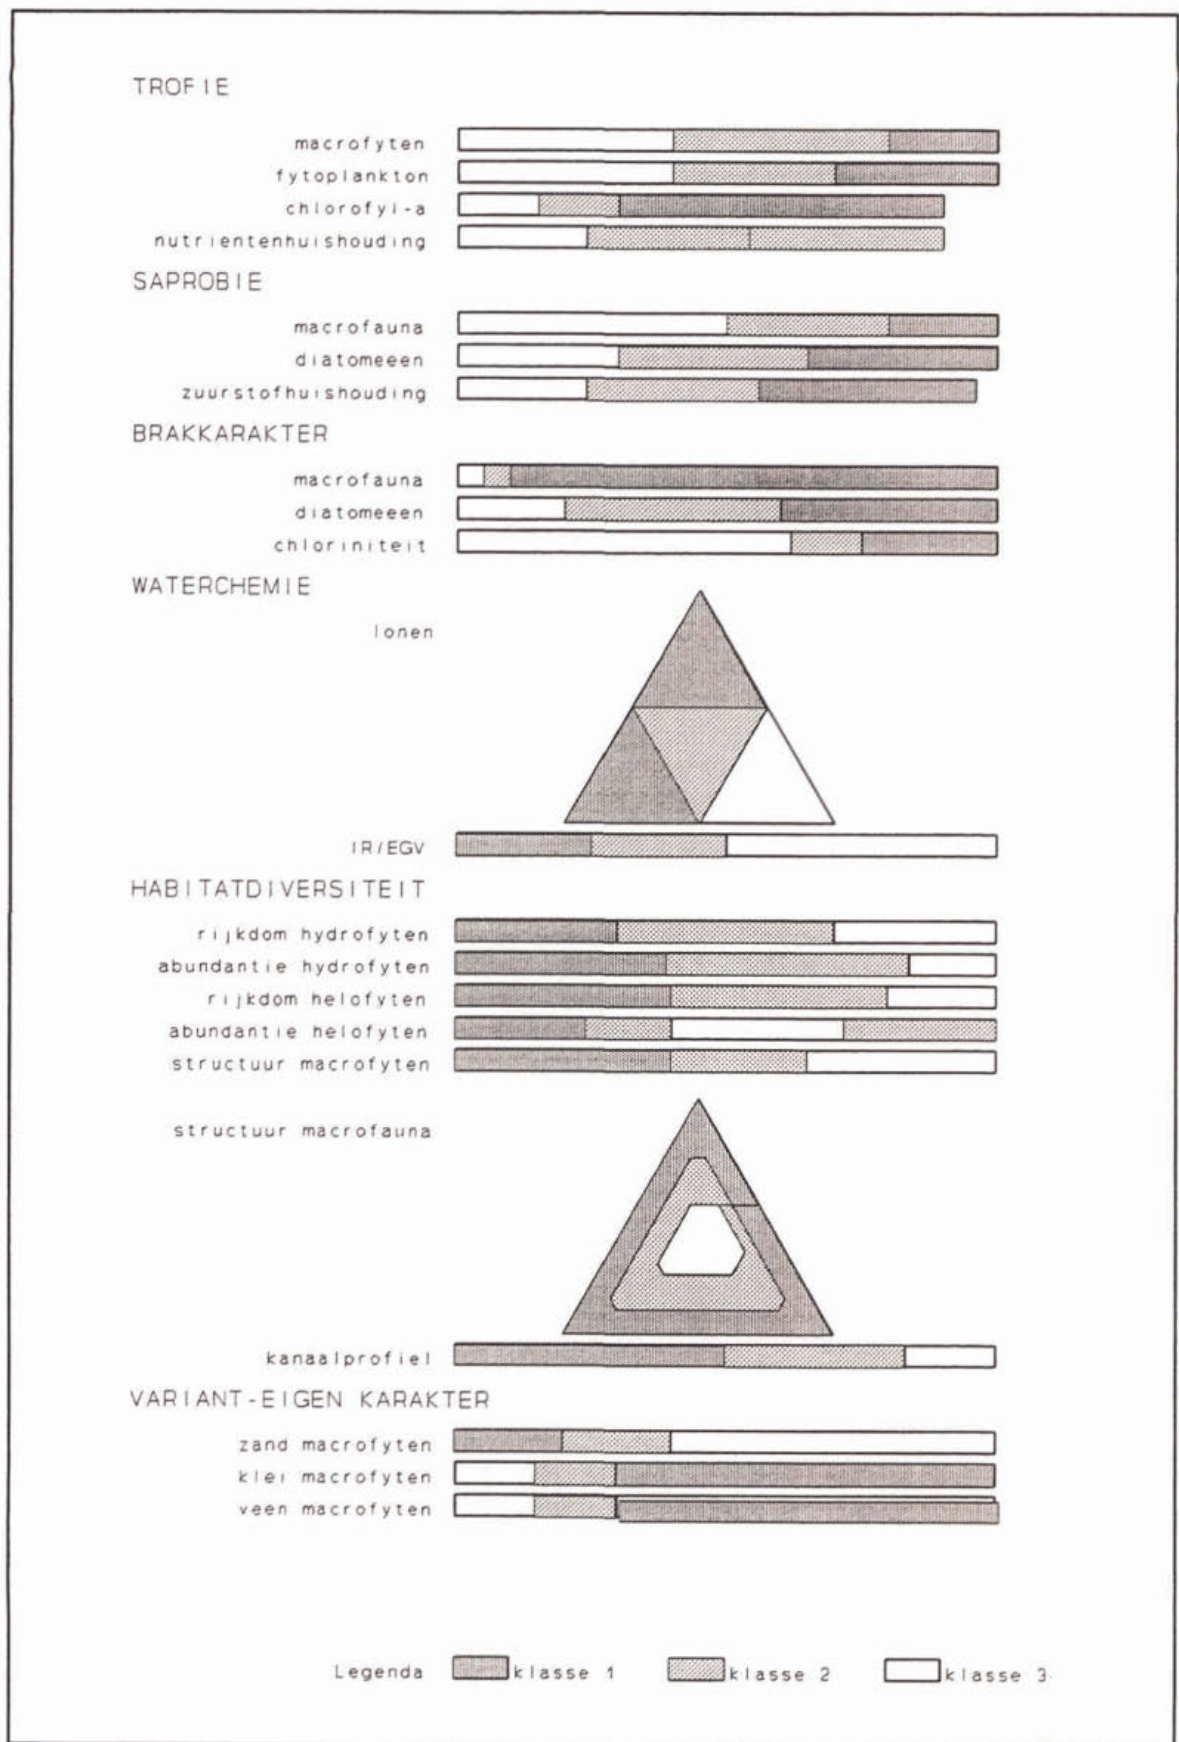 TROFIE
macrofyten
fytoplankton
chlorofyl-a
nutrientenhuishouding
SAPROBIE
macrofauna
diatomeeen
zuurstofhuishouding
BRAKKARAKTER
macrofauna
diatomeeen
chloriniteit
WATERCHEMIE
Ionen
IR/EGV
HABITATDIVERSITEIT
rijkdom hydrofyten
abundantie hydrofyten
rijkdom helofyten
abundantie helofyten
structuur macrofyten
structuur macrofauna
kanaalprofiel
VARIANT-EIGEN KARAKTER
zand macrofyten
klei macrofyten
veen macrofyten
Legenda klasse 1 klasse 2 klasse 3